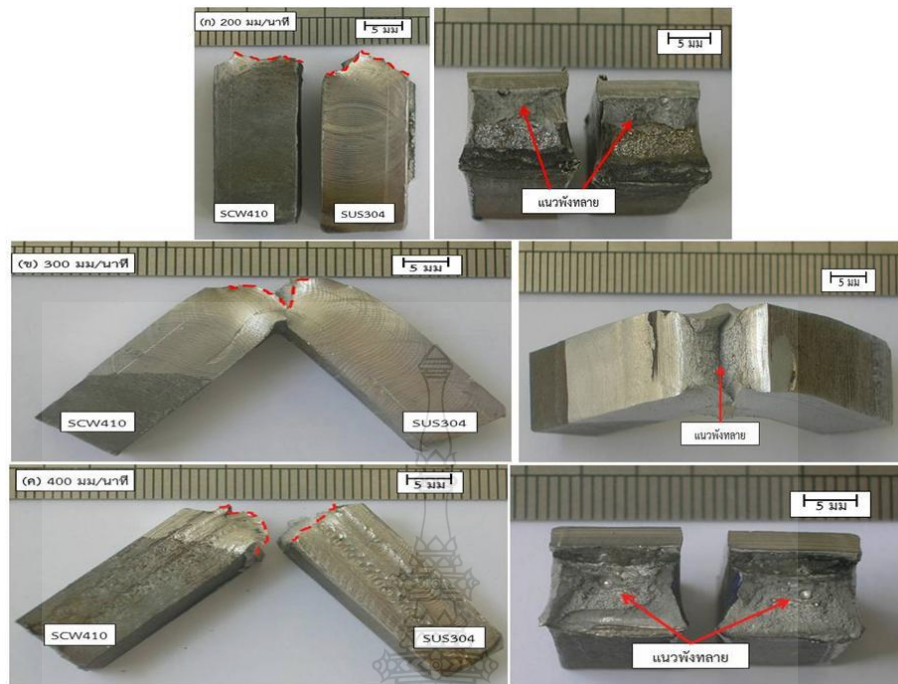 (ก) 200 มม/นาที
5 มม
SCW410
SUS304
5 มม
แนวพังทลาย
(ข) 300 มม/นาที
5 มม
SCW410
SUS304
5 มม
แนวพังทลาย
(ค) 400 มม/นาที
5 มม
SCW410
SUS304
5 มม
แนวพังทลาย